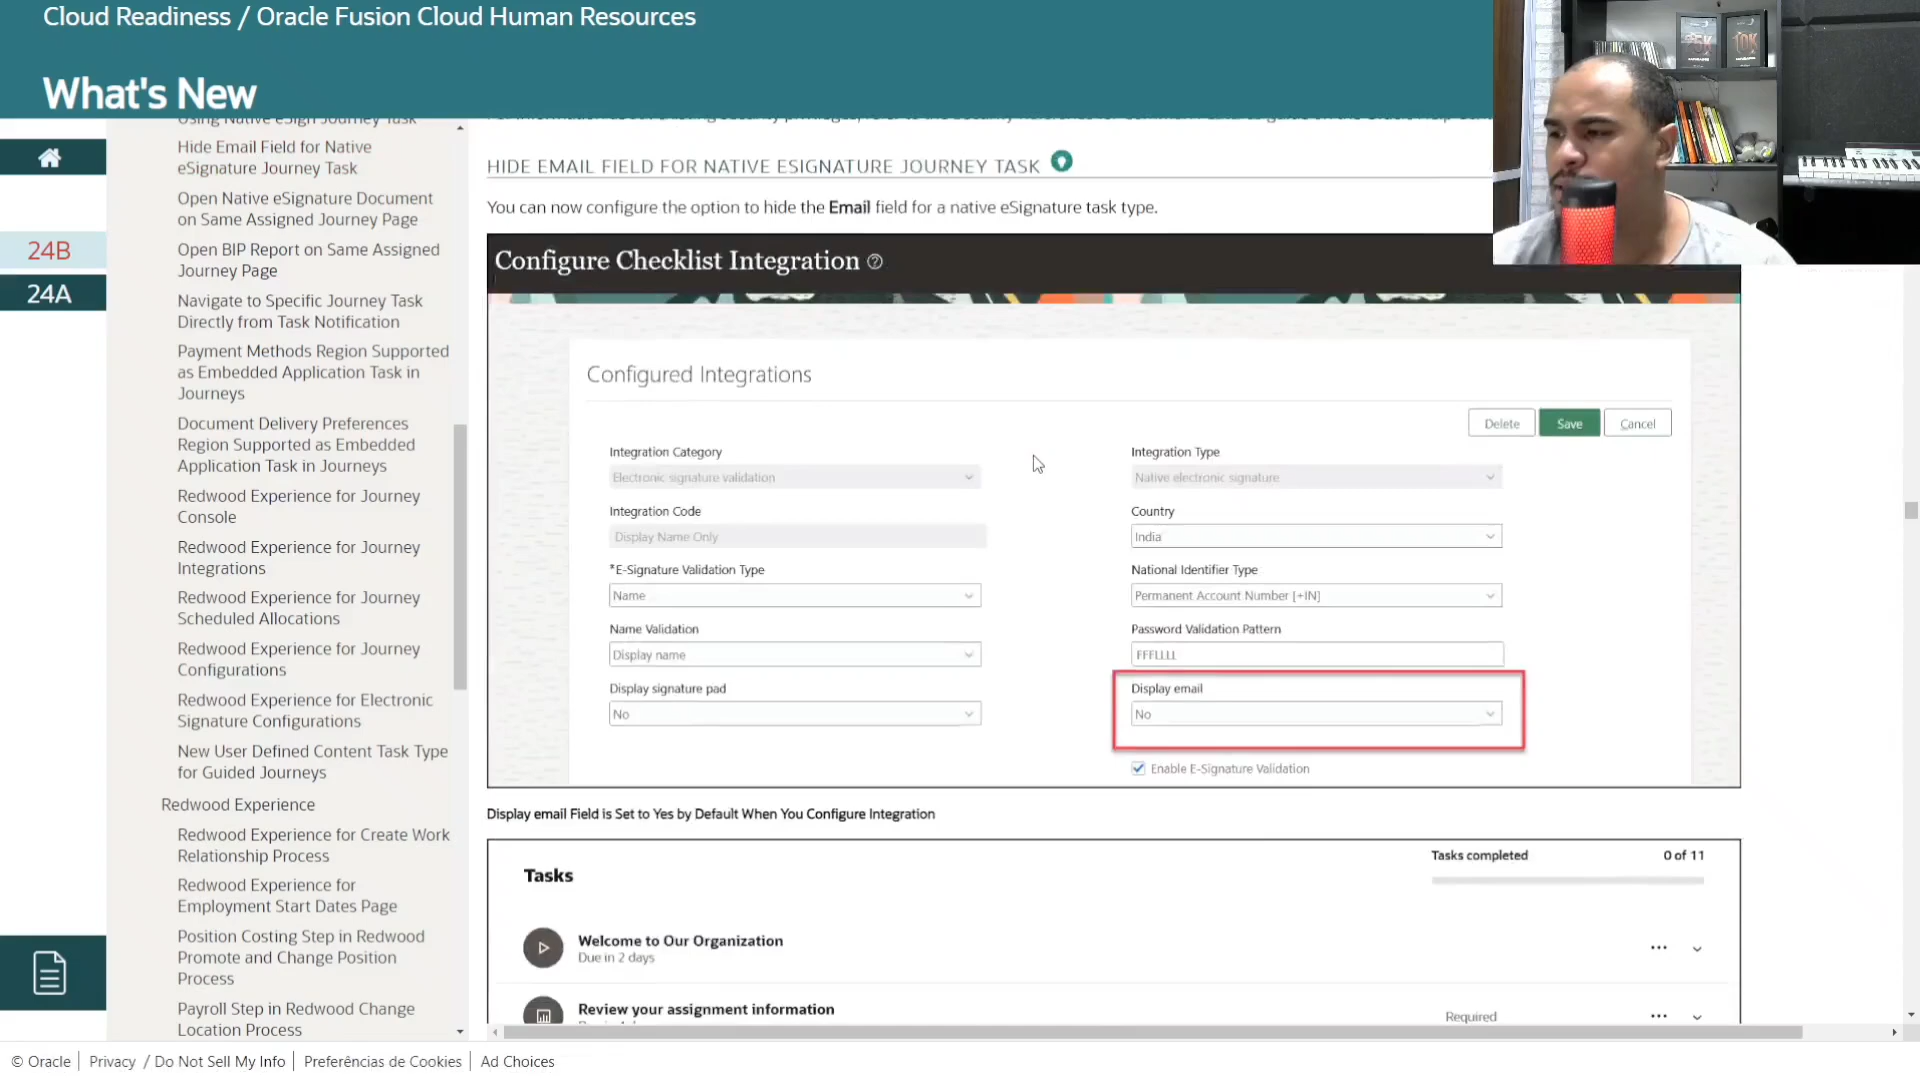 Cloud Readiness / Oracle Fusion Cloud Human Resources
What's New
24B
24A
Using Native eSign Journey Task
Hide Email Field for Native
eSignature Journey Task
Open Native eSignature Document
on Same Assigned Journey Page
Open BIP Report on Same Assigned
Journey Page
Navigate to Specific Journey Task
Directly from Task Notification
Payment Methods Region Supported
as Embedded Application Task in
Journeys
Document Delivery Preferences
Region Supported as Embedded
Application Task in Journeys
Redwood Experience for Journey
Console
Redwood Experience for Journey
Integrations
Redwood Experience for Journey
Scheduled Allocations
Redwood Experience for Journey
Configurations
Redwood Experience for Electronic
Signature Configurations
New User Defined Content Task Type
for Guided Journeys
Redwood Experience
Redwood Experience for Create Work
Relationship Process
Redwood Experience for
Employment Start Dates Page
Position Costing Step in Redwood
Promote and Change Position
Process
Payroll Step in Redwood Change
Location Process
HIDE EMAIL FIELD FOR NATIVE ESIGNATURE JOURNEY TASK
You can now configure the option to hide the Email field for a native eSignature task type.
Configure Checklist Integration
Configured Integrations
Delete Save Cancel
Integration Category
Electronic signature validation
Integration Type
Native electronic signature
Integration Code
Display Name Only
Country
India
*E-Signature Validation Type
Name
National Identifier Type
Permanent Account Number [+IN]
Name Validation
Display name
Password Validation Pattern
FFFLLLL
Display signature pad
No
Display email
No
Enable E-Signature Validation
Display email Field is Set to Yes by Default When You Configure Integration
Tasks
Tasks completed 0 of 11
Welcome to Our Organization
Due in 2 days
Review your assignment information
Required
© Oracle | Privacy / Do Not Sell My Info | Preferências de Cookies | Ad Choices